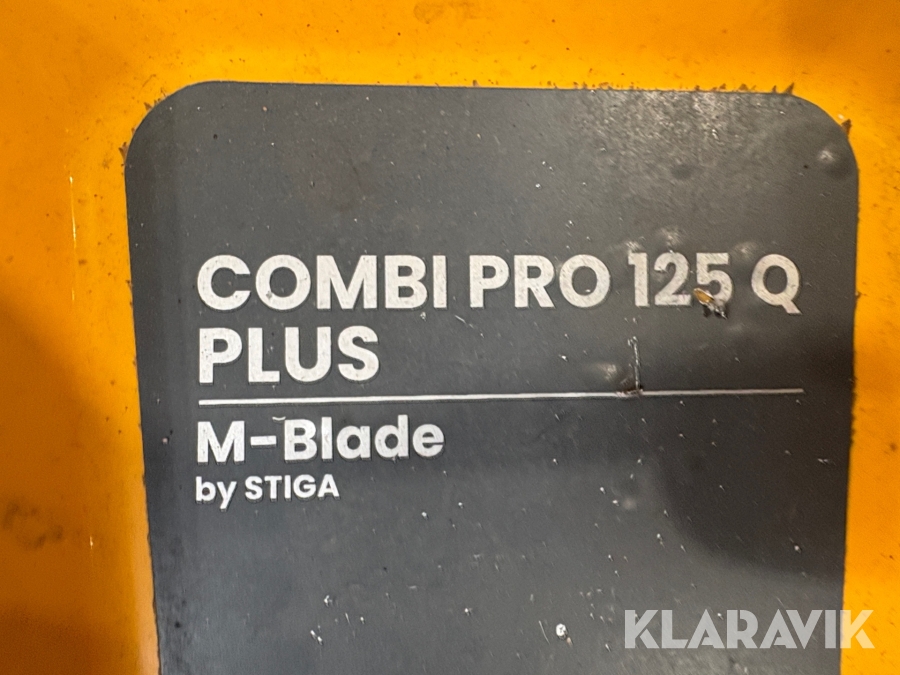 COMBI PRO 125 Q
PLUS
M-Blade
by STIGA
KLARAVIK